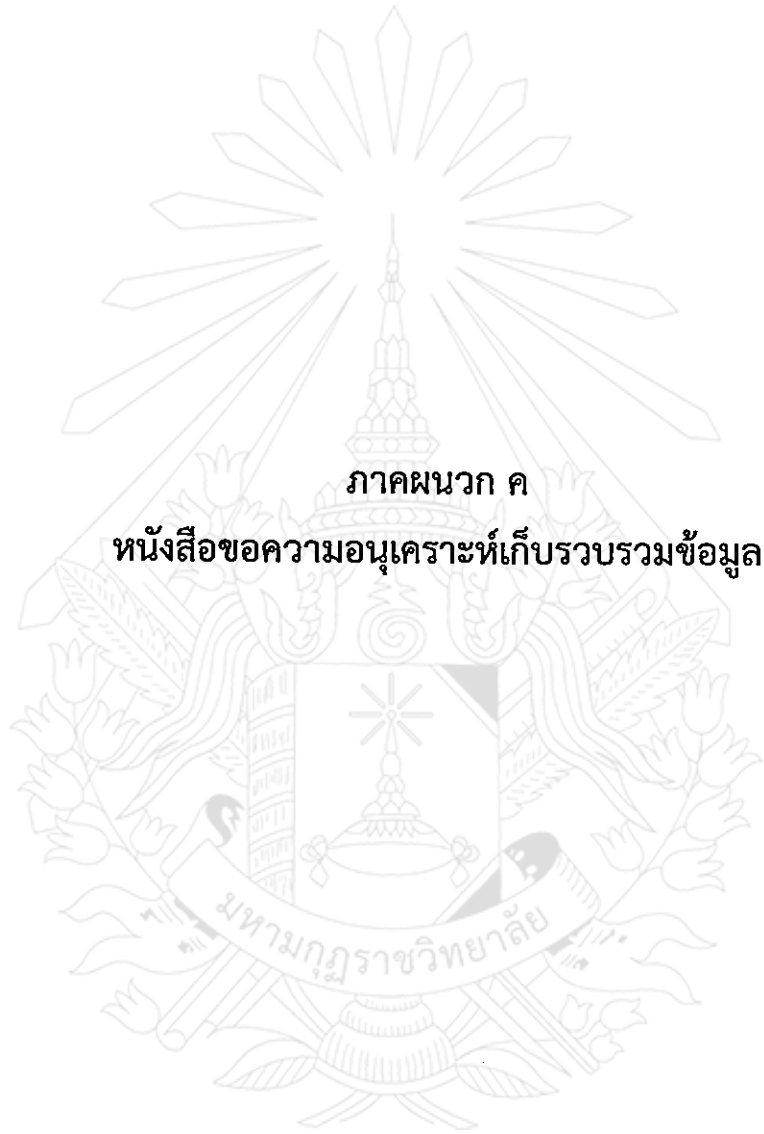 ภาคผนวก ค
หนังสือขอความอนุเคราะห์เก็บรวบรวมข้อมูล
มหามกุฏราชวิทยาลัย